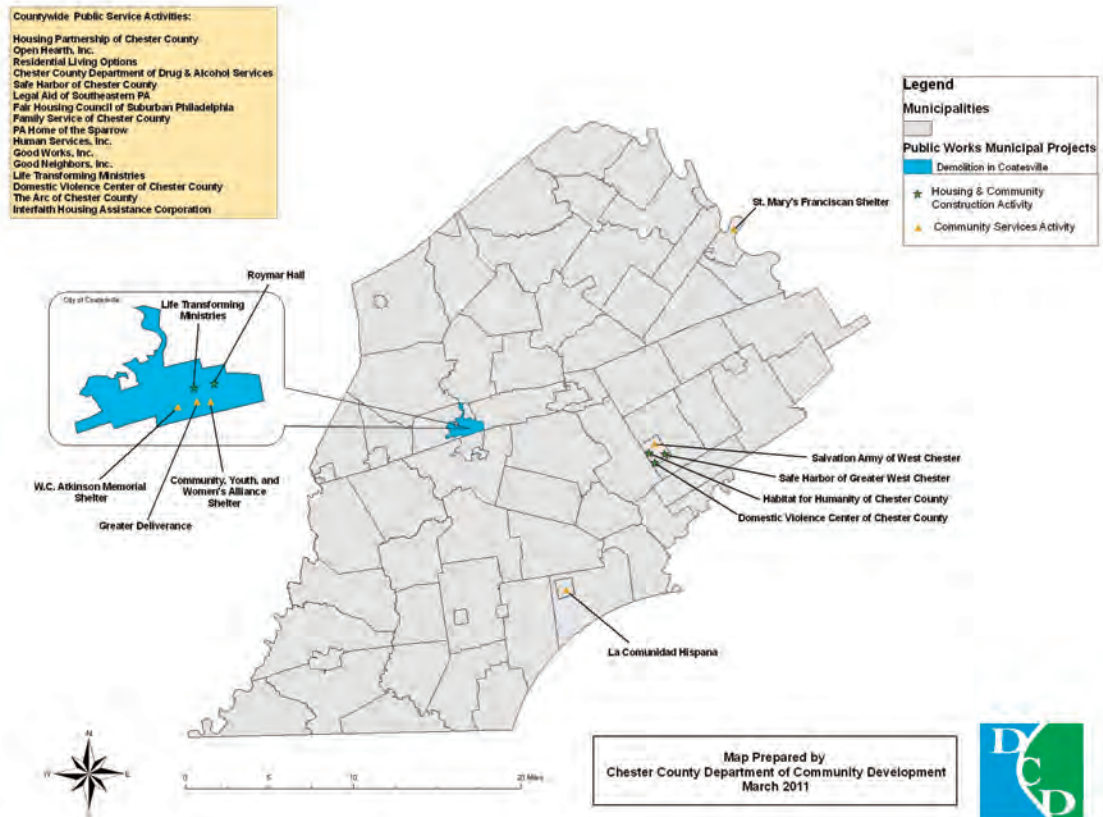 Countywide Public Service Activities:
Housing Partnership of Chester County
Open Hearth, Inc.
Residential Living Options
Chester County Department of Drug & Alcohol Services
Safe Harbor of Chester County
Legal Aid of Southeastern PA
Fair Housing Council of Suburban Philadelphia
Family Service of Chester County
PA Home of the Sparrow
Human Services, Inc.
Good Works, Inc.
Good Neighbors, Inc.
Life Transforming Ministries
Domestic Violence Center of Chester County
The Arc of Chester County
Interfaith Housing Assistance Corporation
Legend
Municipalities
Public Works Municipal Projects
Demolition in Coatesville
Housing & Community
Construction Activity
Community Services Activity
St. Mary's Franciscan Shelter
Roymar Hall
City of Coatesville
Life Transforming
Ministries
W.C. Atkinson Memorial
Shelter
Community, Youth, and
Women's Alliance
Shelter
Greater Deliverance
Salvation Army of West Chester
Safe Harbor of Greater West Chester
Habitat for Humanity of Chester County
Domestic Violence Center of Chester County
La Comunidad Hispana
N
W
E
S
0
5
10
20 Miles
Map Prepared by
Chester County Department of Community Development
March 2011
D
C
D